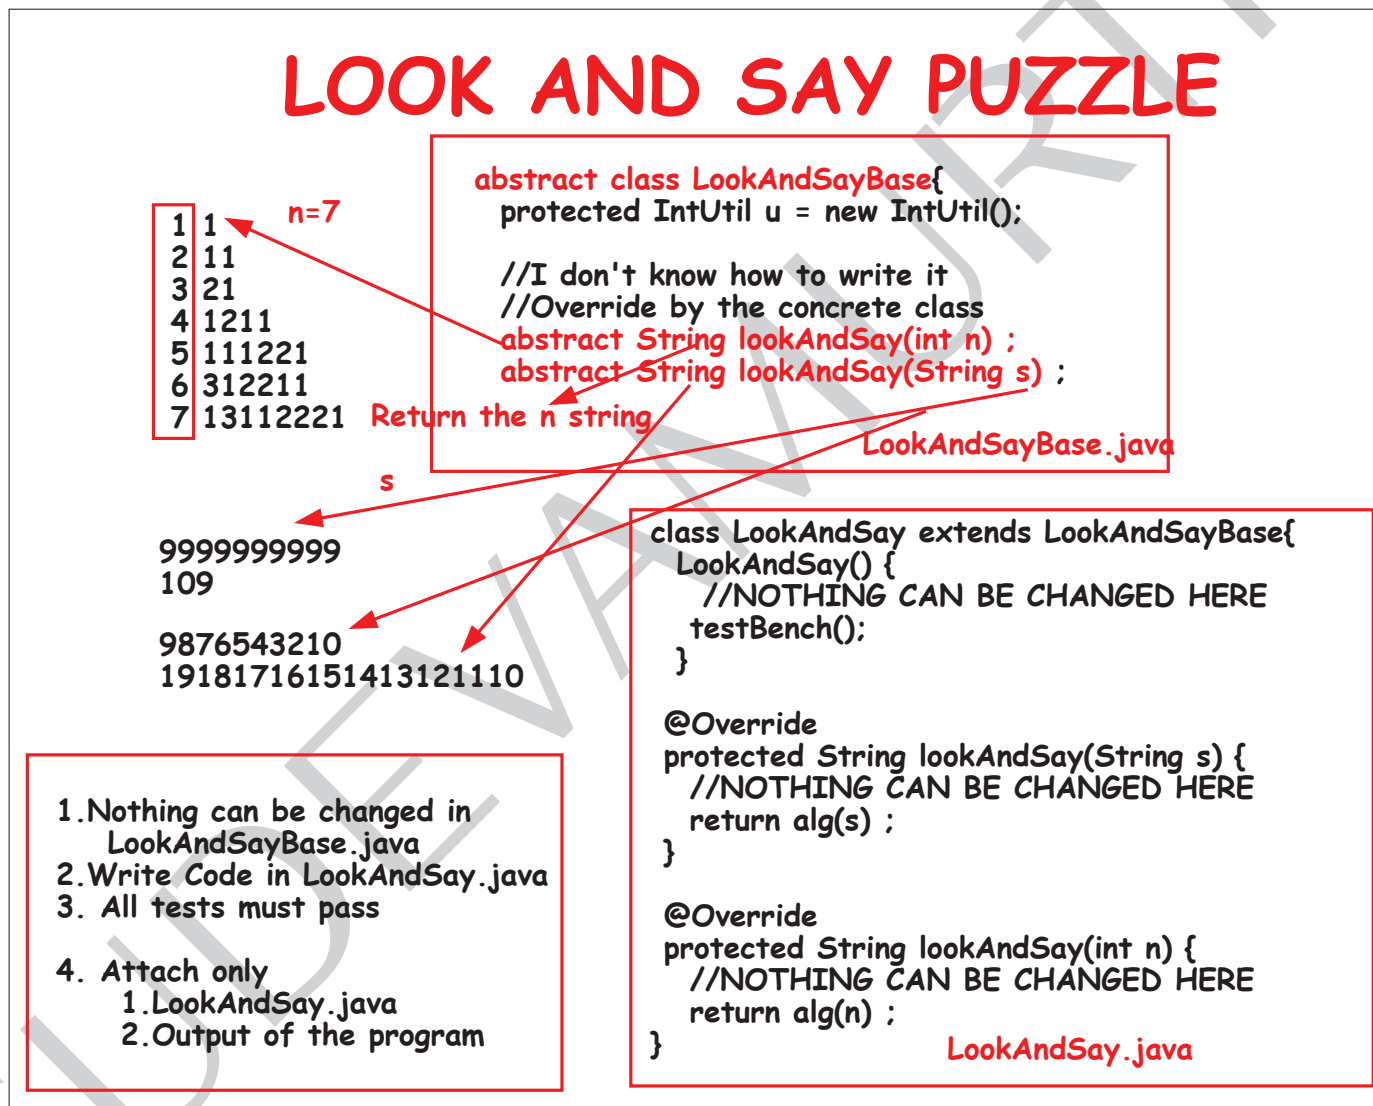 LOOK AND SAY PUZZLE
n=7
1 1
2 11
3 21
4 1211
5 111221
6 312211
7 13112221
Return the n string
abstract class LookAndSayBase{
protected IntUtil u = new IntUtil();
//I don't know how to write it
//Override by the concrete class
abstract String lookAndSay(int n) ;
abstract String lookAndSay(String s) ;
LookAndSayBase.java
s
9999999999
109
9876543210
19181716151413121110
class LookAndSay extends LookAndSayBase{
LookAndSay() {
//NOTHING CAN BE CHANGED HERE
testBench();
}
@Override
protected String lookAndSay(String s) {
//NOTHING CAN BE CHANGED HERE
return alg(s) ;
}
@Override
protected String lookAndSay(int n) {
//NOTHING CAN BE CHANGED HERE
return alg(n) ;
}
LookAndSay.java
1.Nothing can be changed in
LookAndSayBase.java
2.Write Code in LookAndSay.java
3. All tests must pass
4. Attach only
1.LookAndSay.java
2.Output of the program
UDEVAMURT